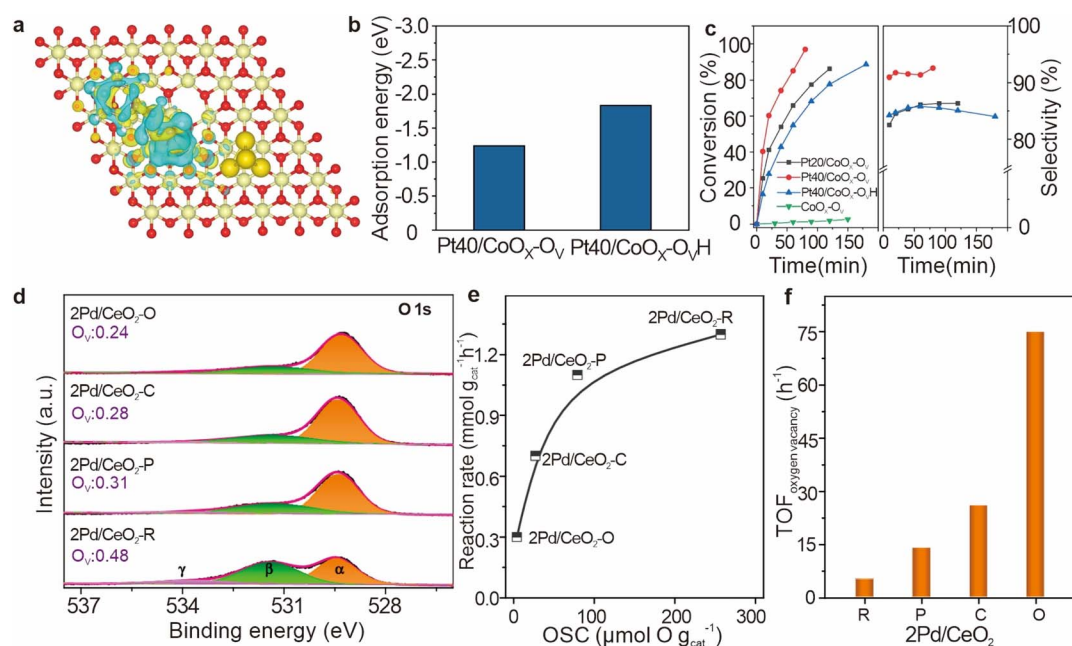 a
b
Adsorption energy (eV)
-3.0
-2.5
-2.0
-1.5
-1.0
0
Pt40/CoOX-OV
Pt40/CoOX-OVH
c
Conversion (%)
100
80
60
40
20
0
Pt20/CoOX-OV
Pt40/CoOX-OV
Pt40/CoOX-OVH
CoOX-OV
0 50 100 150
Time(min)
0 50 100 150
Time(min)
100
90
80
0
Selectivity (%)
d
O 1s
2Pd/CeO2-O
OV:0.24
2Pd/CeO2-C
OV:0.28
2Pd/CeO2-P
OV:0.31
2Pd/CeO2-R
OV:0.48
γ β α
Intensity (a.u.)
537 534 531 528
Binding energy (eV)
e
Reaction rate (mmol gcat-1h-1)
1.2
0.9
0.6
0.3
0.0
2Pd/CeO2-R
2Pd/CeO2-P
2Pd/CeO2-C
2Pd/CeO2-O
0 100 200 300
OSC (μmol O gcat-1)
f
TOFoxygen vacancy (h-1)
75
60
45
30
15
0
R P C O
2Pd/CeO2